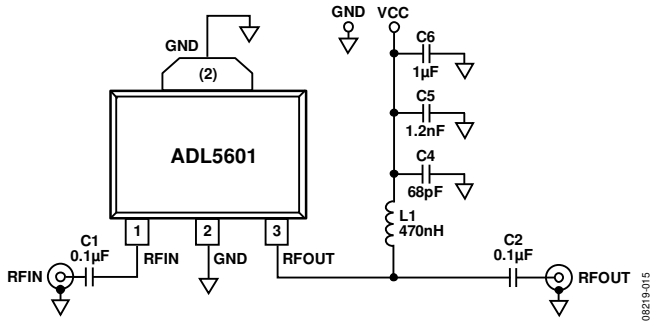 GND VCC
GND
(2)
C6
1µF
C5
1.2nF
ADL5601
C4
68pF
L1
470nH
1 2 3
C1
0.1µF
RFIN
GND
RFOUT
C2
0.1µF
RFIN
RFOUT
08219-015